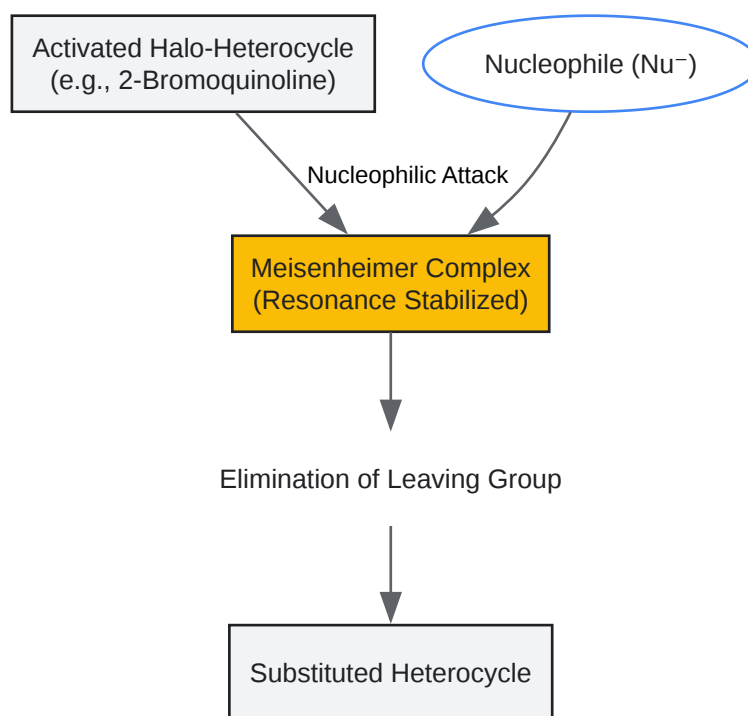 Activated Halo-Heterocycle
(e.g., 2-Bromoquinoline)
Nucleophile (Nu⁻)
Nucleophilic Attack
Meisenheimer Complex
(Resonance Stabilized)
Elimination of Leaving Group
Substituted Heterocycle